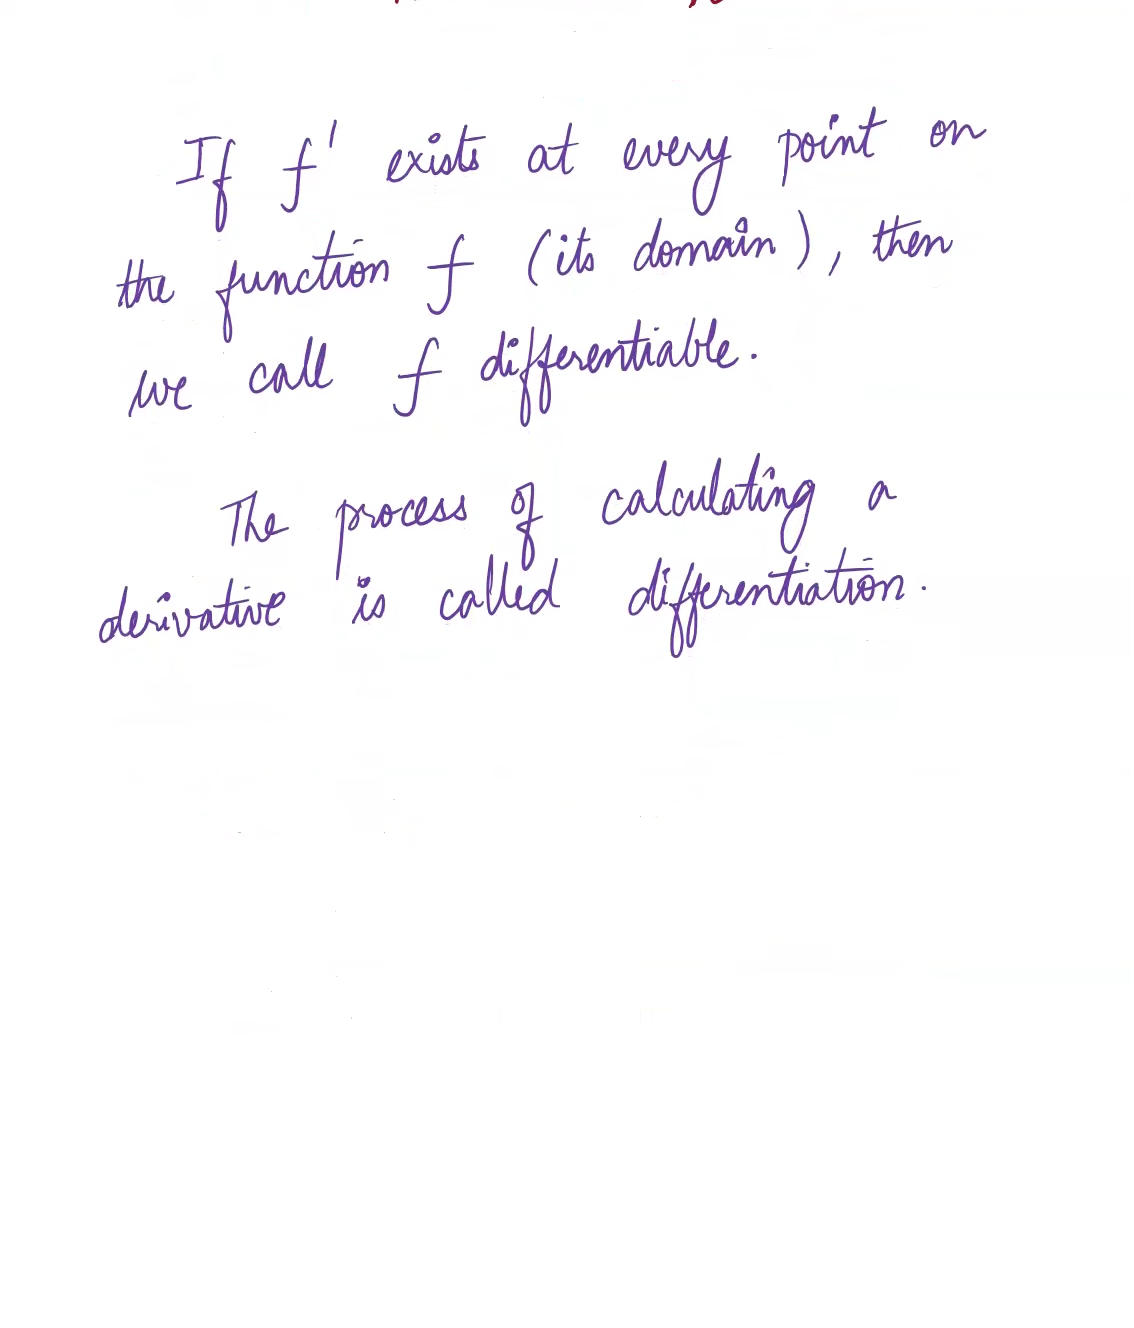 If f' exists at every point on
the function f (its domain), then
we call f differentiable.
The process of calculating a
derivative is called differentiation.